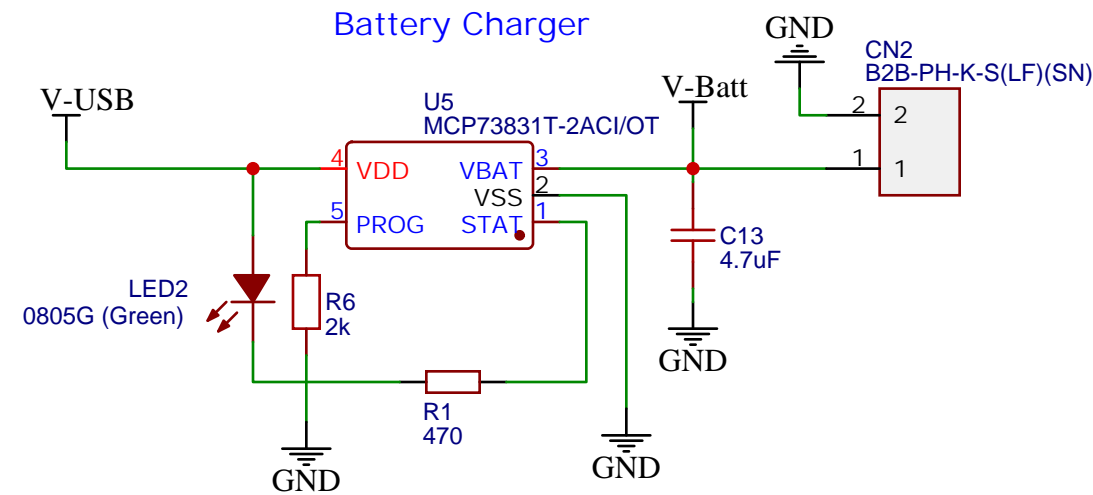 Battery Charger
GND
CN2
B2B-PH-K-S(LF)(SN)
V-USB
U5
MCP73831T-2ACI/OT
V-Batt
2
2
4
VDD
VBAT
3
1
1
VSS
2
5
PROG
STAT
1
C13
4.7uF
LED2
0805G (Green)
R6
2k
GND
R1
470
GND
GND